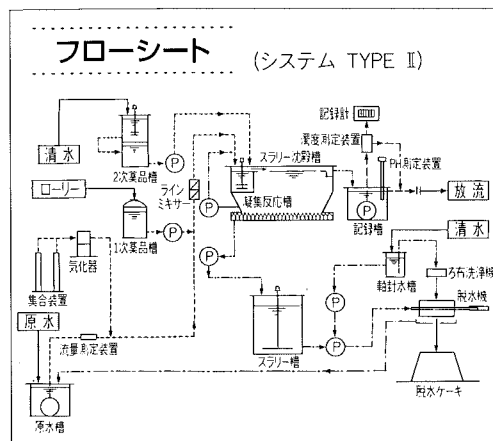 フローシート
(システム TYPE Ⅱ)
記録計
濁度測定装置
PH測定装置
清水
2次薬品槽
P
ライン
ミキサー
スラリー沈殿槽
凝集反応槽
P
P
記録槽
放流
ローリー
1次薬品槽
P
P
清水
気化器
集合装置
軸封水槽
ろ布洗浄機
脱水機
原水
流量測定装置
P
P
P
スラリー槽
脱水ケーキ
原水槽